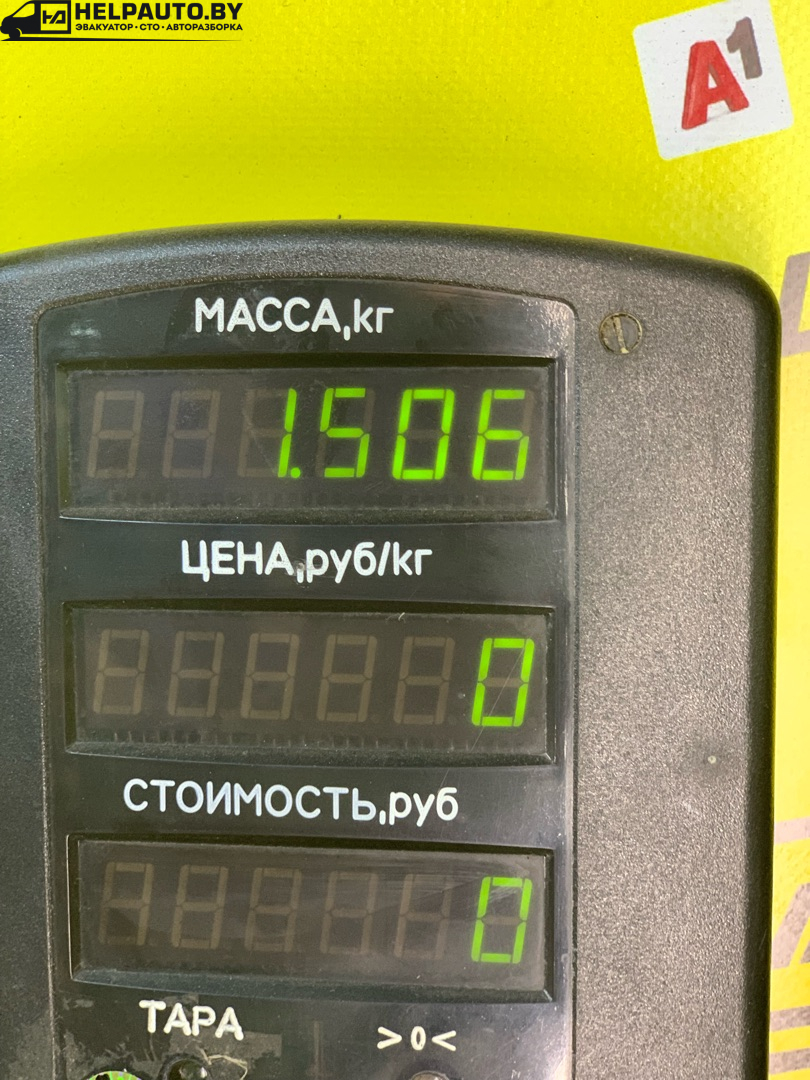 HELPAUTO.BY
ЭВАКУАТОР · СТО · АВТОРАЗБОРКА
A1
МАССА,кг
1.506
ЦЕНА,руб/кг
0
СТОИМОСТЬ,руб
0
ТАРА
>0<